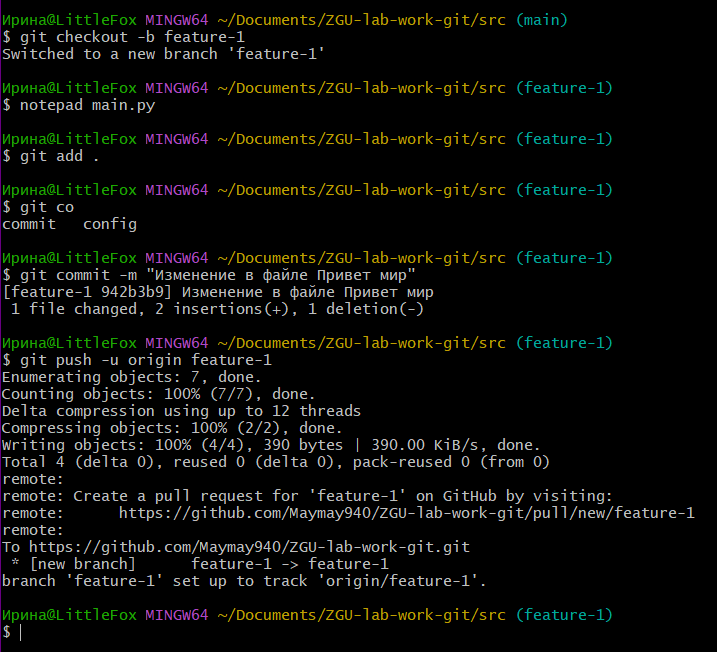 Ирина@LittleFox MINGW64 ~/Documents/ZGU-lab-work-git/src (main)
$ git checkout -b feature-1
Switched to a new branch 'feature-1'
Ирина@LittleFox MINGW64 ~/Documents/ZGU-lab-work-git/src (feature-1)
$ notepad main.py
Ирина@LittleFox MINGW64 ~/Documents/ZGU-lab-work-git/src (feature-1)
$ git add .
Ирина@LittleFox MINGW64 ~/Documents/ZGU-lab-work-git/src (feature-1)
$ git co
commit   config
Ирина@LittleFox MINGW64 ~/Documents/ZGU-lab-work-git/src (feature-1)
$ git commit -m "Изменение в файле Привет мир"
[feature-1 942b3b9] Изменение в файле Привет мир
 1 file changed, 2 insertions(+), 1 deletion(-)
Ирина@LittleFox MINGW64 ~/Documents/ZGU-lab-work-git/src (feature-1)
$ git push -u origin feature-1
Enumerating objects: 7, done.
Counting objects: 100% (7/7), done.
Delta compression using up to 12 threads
Compressing objects: 100% (2/2), done.
Writing objects: 100% (4/4), 390 bytes | 390.00 KiB/s, done.
Total 4 (delta 0), reused 0 (delta 0), pack-reused 0 (from 0)
remote:
remote: Create a pull request for 'feature-1' on GitHub by visiting:
remote:      https://github.com/Maymay940/ZGU-lab-work-git/pull/new/feature-1
remote:
To https://github.com/Maymay940/ZGU-lab-work-git.git
 * [new branch]      feature-1 -> feature-1
branch 'feature-1' set up to track 'origin/feature-1'.
Ирина@LittleFox MINGW64 ~/Documents/ZGU-lab-work-git/src (feature-1)
$